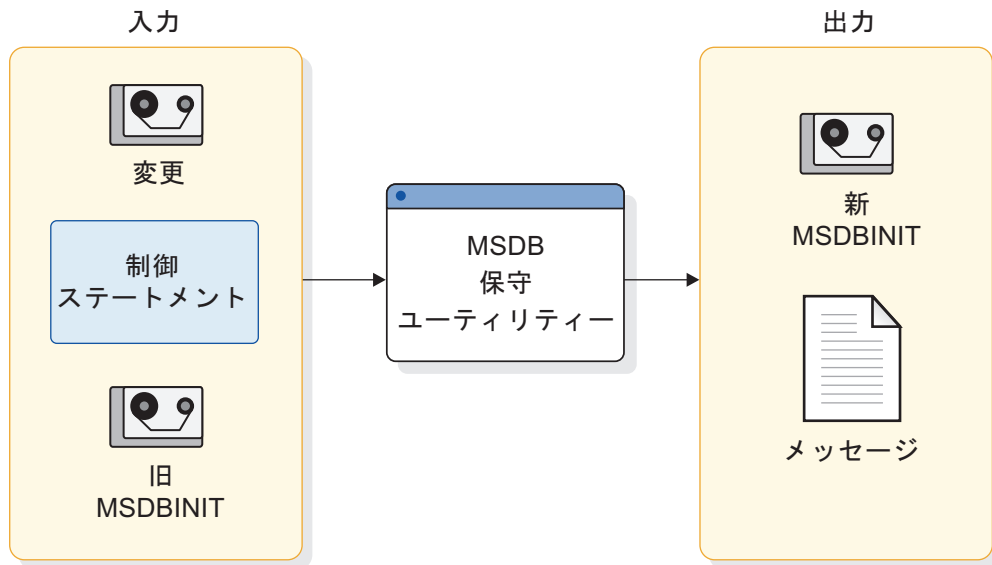 入力
変更
制御
ステートメント
旧
MSDBINIT
MSDB
保守
ユーティリティー
出力
新
MSDBINIT
メッセージ